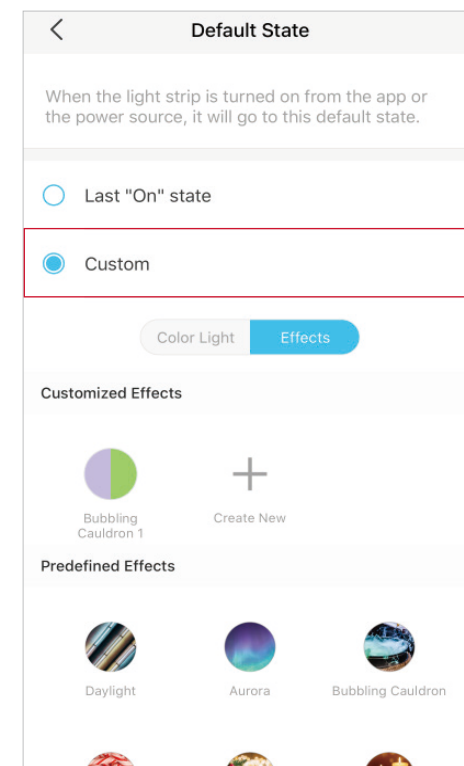 Default State
When the light strip is turned on from the app or
the power source, it will go to this default state.
Last "On" state
Custom
Color Light Effects
Customized Effects
Bubbling
Cauldron 1
Create New
Predefined Effects
Daylight Aurora Bubbling Cauldron